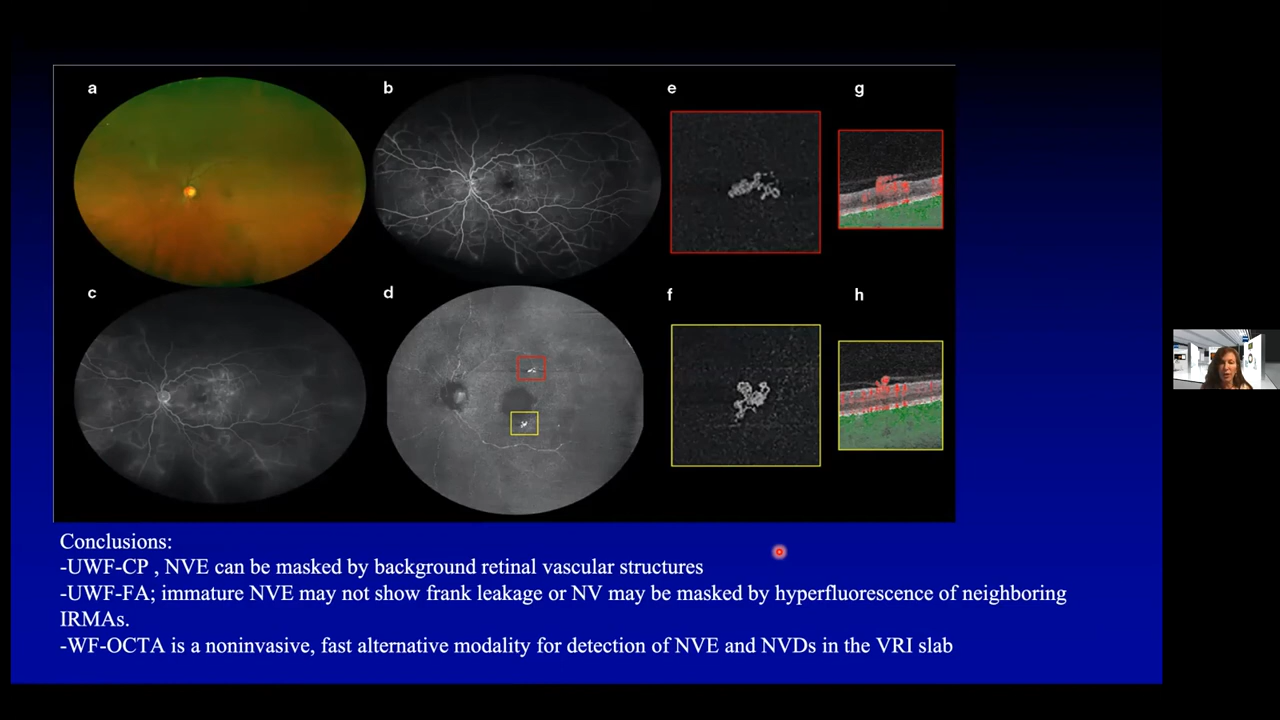 a
b
e
g
c
d
f
h
Conclusions:
-UWF-CP , NVE can be masked by background retinal vascular structures
-UWF-FA; immature NVE may not show frank leakage or NV may be masked by hyperfluorescence of neighboring
IRMAs.
-WF-OCTA is a noninvasive, fast alternative modality for detection of NVE and NVDs in the VRI slab